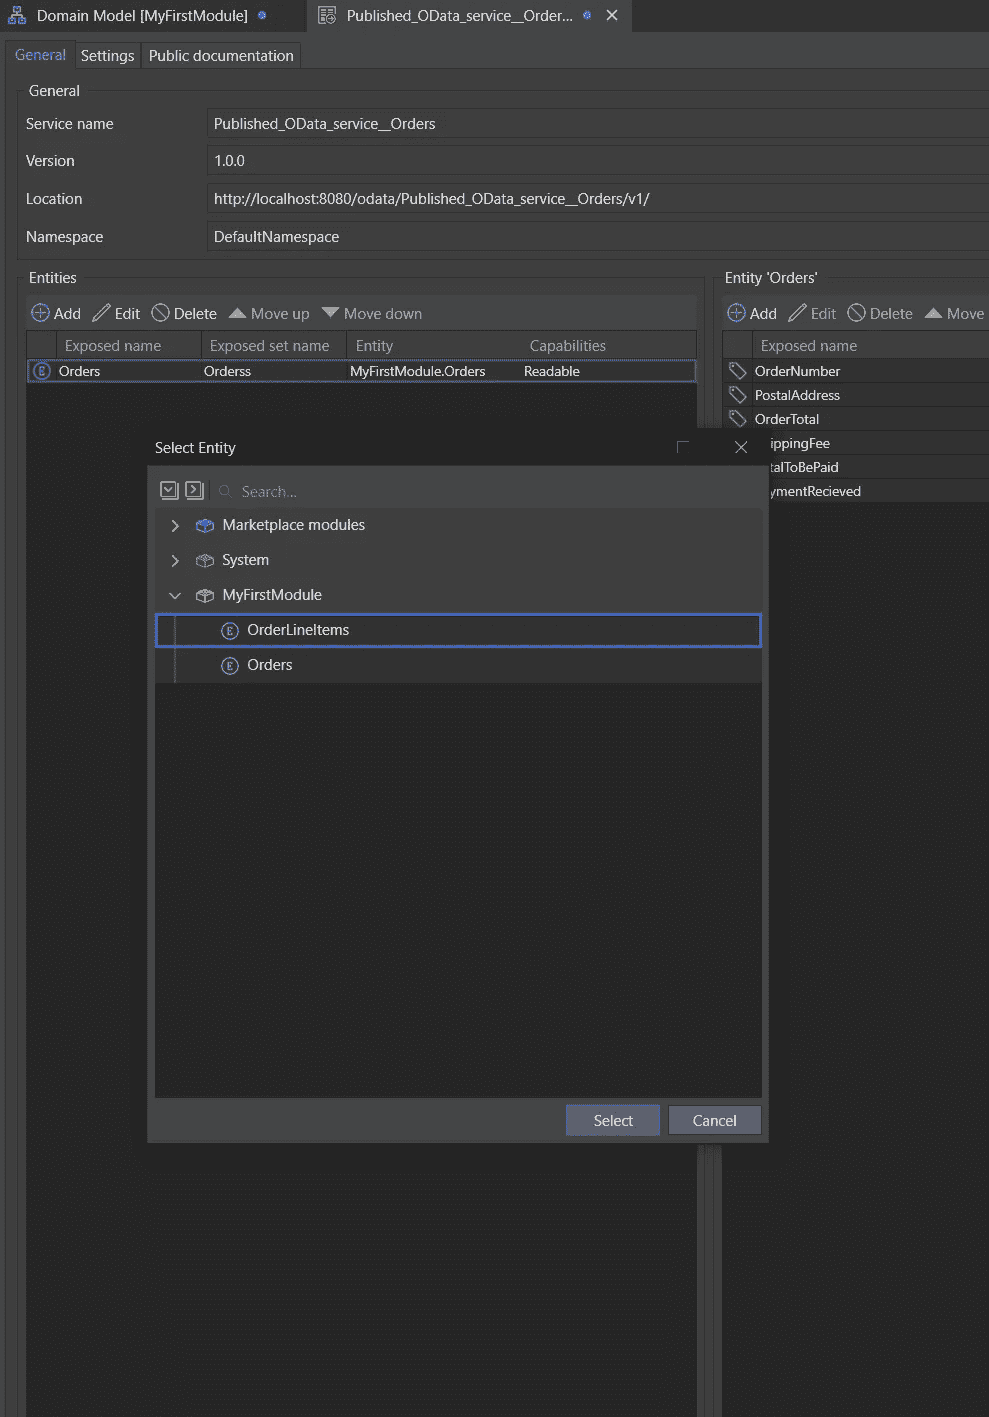 Domain Model [MyFirstModule] Published_OData_service__Order...
General Settings Public documentation
General
Service name Published_OData_service__Orders
Version 1.0.0
Location http://localhost:8080/odata/Published_OData_service__Orders/v1/
Namespace DefaultNamespace
Entities Entity 'Orders'
Add Edit Delete Move up Move down Add Edit Delete Move
Exposed name Exposed set name Entity Capabilities Exposed name
Orders Orderss MyFirstModule.Orders Readable OrderNumber
PostalAddress
OrderTotal
ippingFee
talToBePaid
ymentRecieved
Select Entity
Search...
Marketplace modules
System
MyFirstModule
OrderLineItems
Orders
Select Cancel